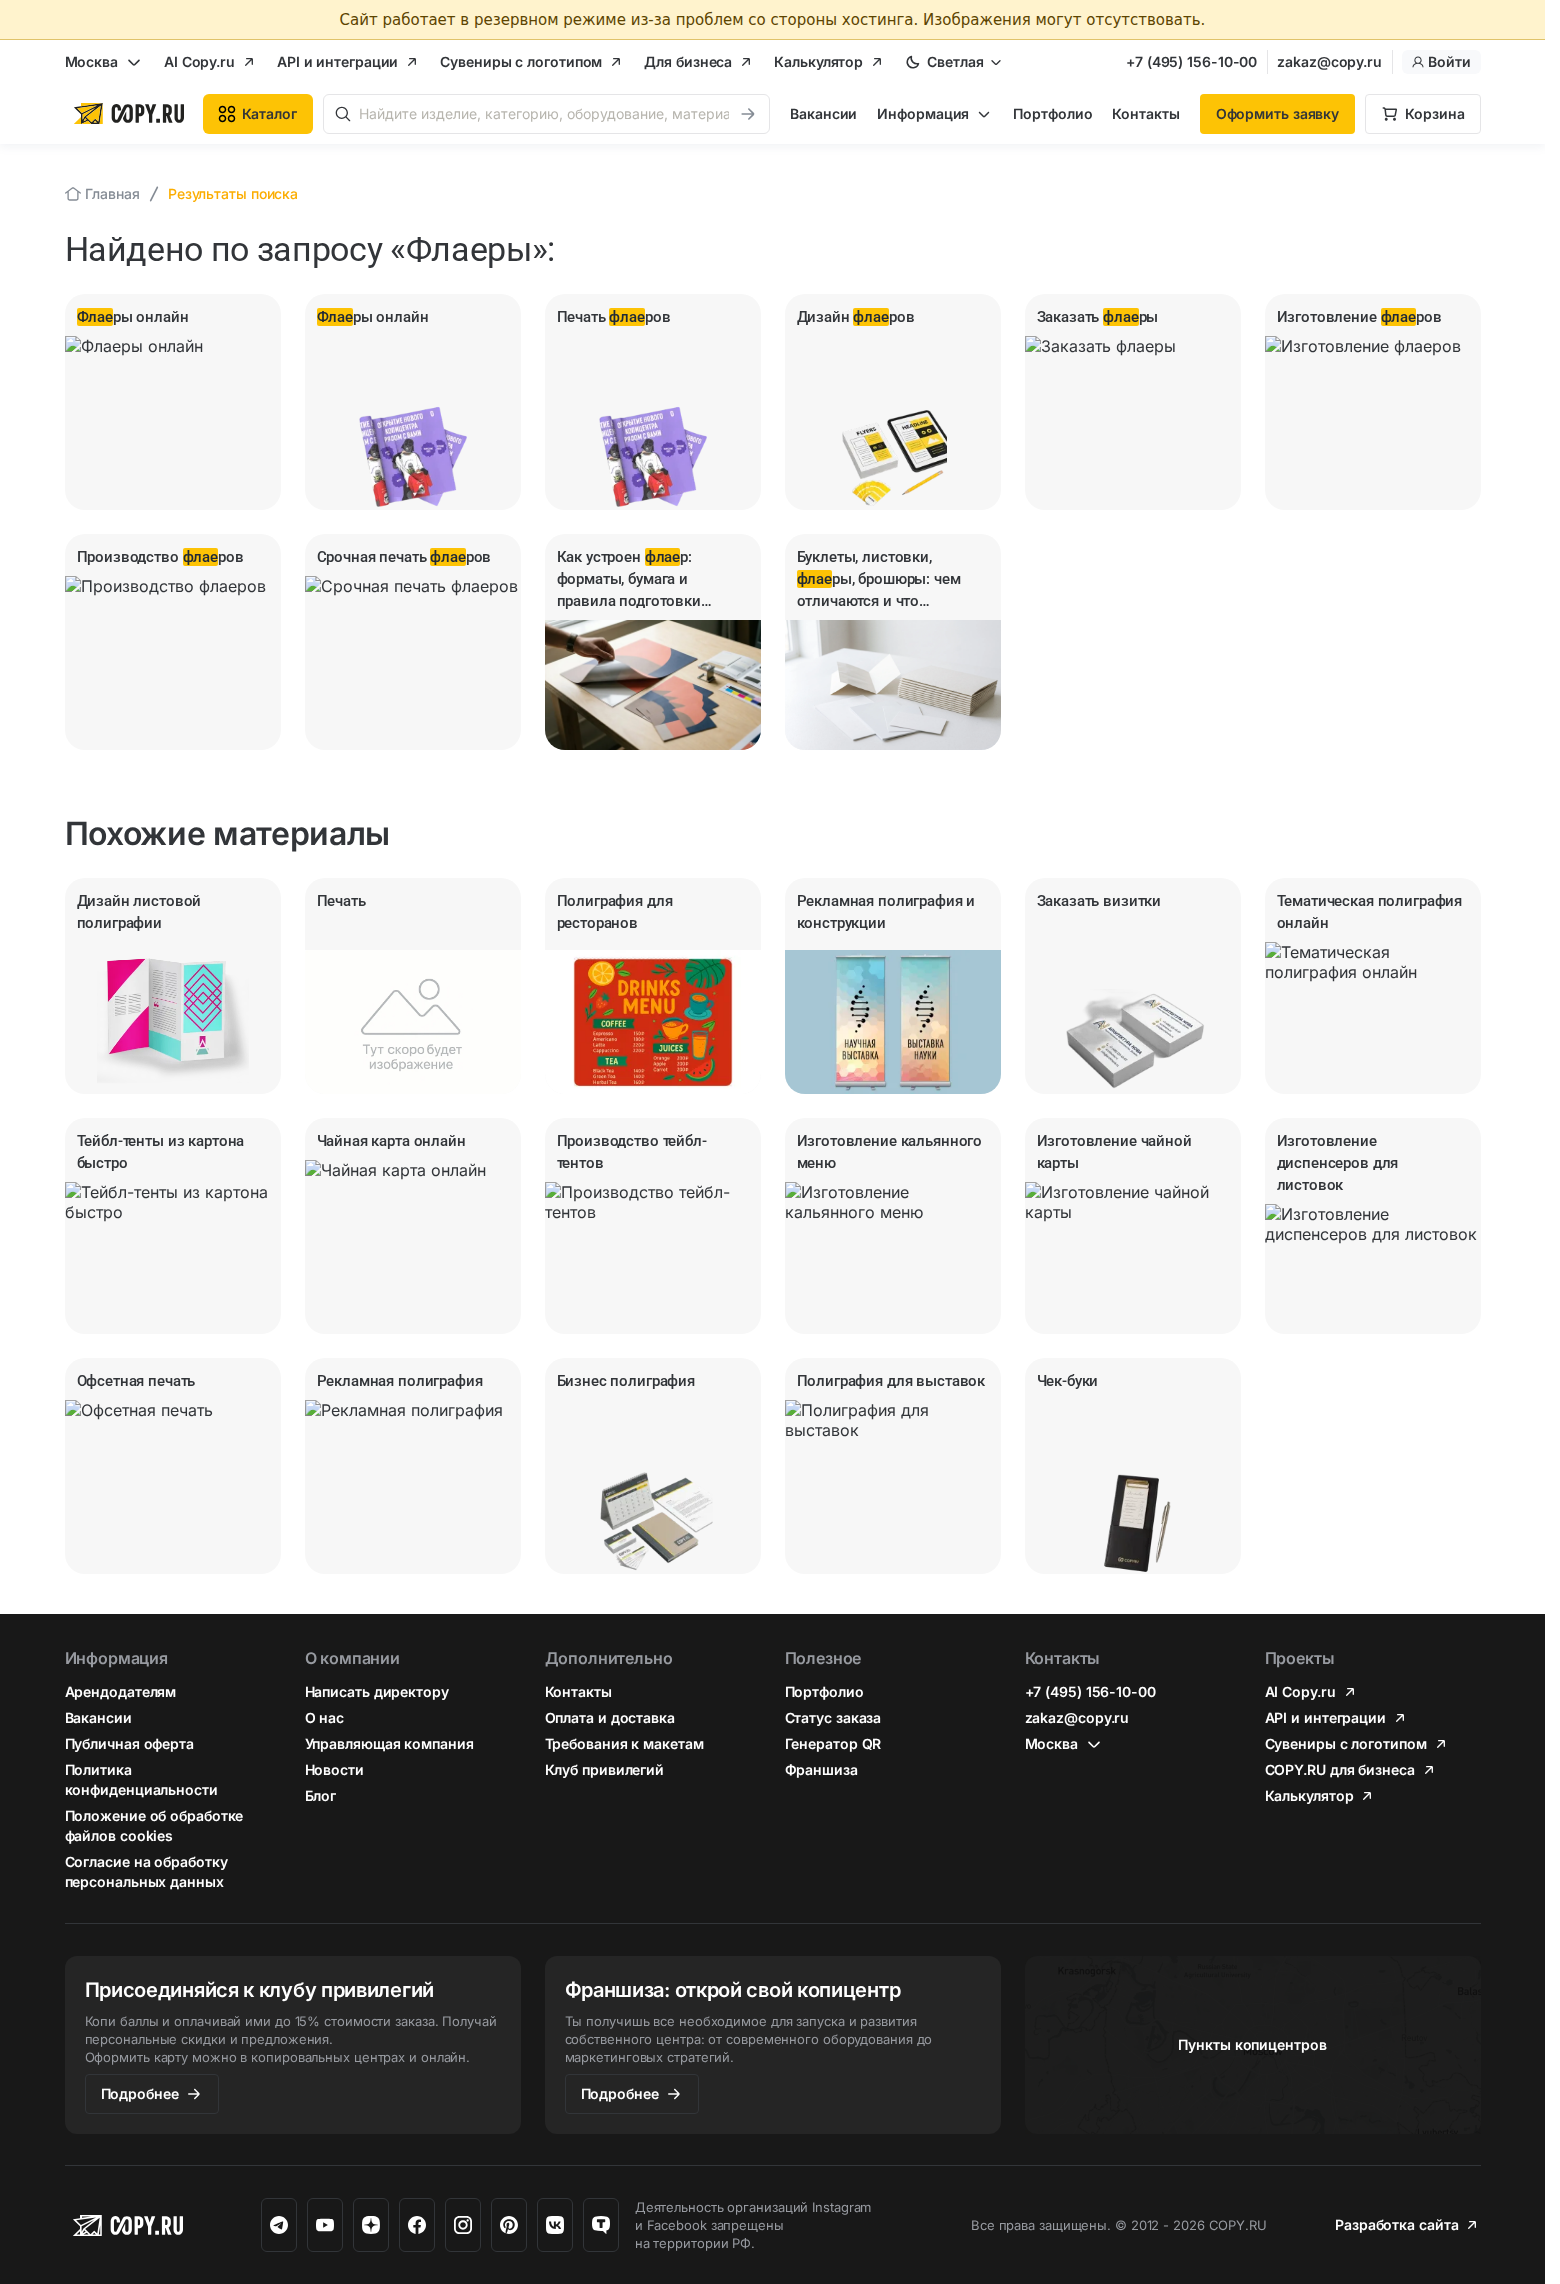 Сайт работает в резервном режиме из-за проблем со стороны хостинга. Изображения могут отсутствовать.
Москва
AI Copy.ru
API и интеграции
Сувениры с логотипом
Для бизнеса
Калькулятор
Светлая
+7 (495) 156-10-00
zakaz@copy.ru
Войти
COPY.RU
Каталог
Найдите изделие, категорию, оборудование, материа
Вакансии
Информация
Портфолио
Контакты
Оформить заявку
Корзина
Главная / Результаты поиска
Найдено по запросу «Флаеры»:
Флаеры онлайн
Флаеры онлайн
Флаеры онлайн
Печать флаеров
Дизайн флаеров
FLYERS
HEADLINE
Заказать флаеры
Заказать флаеры
Изготовление флаеров
Изготовление флаеров
Производство флаеров
Производство флаеров
Срочная печать флаеров
Срочная печать флаеров
Как устроен флаер:
форматы, бумага и
правила подготовки...
Буклеты, листовки,
флаеры, брошюры: чем
отличаются и что...
Похожие материалы
Дизайн листовой
полиграфии
Печать
Тут скоро будет
изображение
Полиграфия для
ресторанов
DRINKS
MENU
COFFEE
JUICES
TEA
Рекламная полиграфия и
конструкции
НАУЧНАЯ
ВЫСТАВКА
ВЫСТАВКА
НАУКИ
Заказать визитки
Тематическая полиграфия
онлайн
Тематическая
полиграфия онлайн
Тейбл-тенты из картона
быстро
Тейбл-тенты из картона
быстро
Чайная карта онлайн
Чайная карта онлайн
Производство тейбл-
тентов
Производство тейбл-
тентов
Изготовление кальянного
меню
Изготовление
кальянного меню
Изготовление чайной
карты
Изготовление чайной
карты
Изготовление
диспенсеров для
листовок
Изготовление
диспенсеров для листовок
Офсетная печать
Офсетная печать
Рекламная полиграфия
Рекламная полиграфия
Бизнес полиграфия
Полиграфия для выставок
Полиграфия для
выставок
Чек-буки
Информация
Арендодателям
Вакансии
Публичная оферта
Политика
конфиденциальности
Положение об обработке
файлов cookies
Согласие на обработку
персональных данных
О компании
Написать директору
О нас
Управляющая компания
Новости
Блог
Дополнительно
Контакты
Оплата и доставка
Требования к макетам
Клуб привилегий
Полезное
Портфолио
Статус заказа
Генератор QR
Франшиза
Контакты
+7 (495) 156-10-00
zakaz@copy.ru
Москва
Проекты
AI Copy.ru
API и интеграции
Сувениры с логотипом
COPY.RU для бизнеса
Калькулятор
Присоединяйся к клубу привилегий
Копи баллы и оплачивай ими до 15% стоимости заказа. Получай
персональные скидки и предложения.
Оформить карту можно в копировальных центрах и онлайн.
Подробнее
Франшиза: открой свой копицентр
Ты получишь все необходимое для запуска и развития
собственного центра: от современного оборудования до
маркетинговых стратегий.
Подробнее
Krasnogorsk
Пункты копицентров
COPY.RU
Деятельность организаций Instagram
и Facebook запрещены
на территории РФ.
Все права защищены. © 2012 - 2026 COPY.RU
Разработка сайта